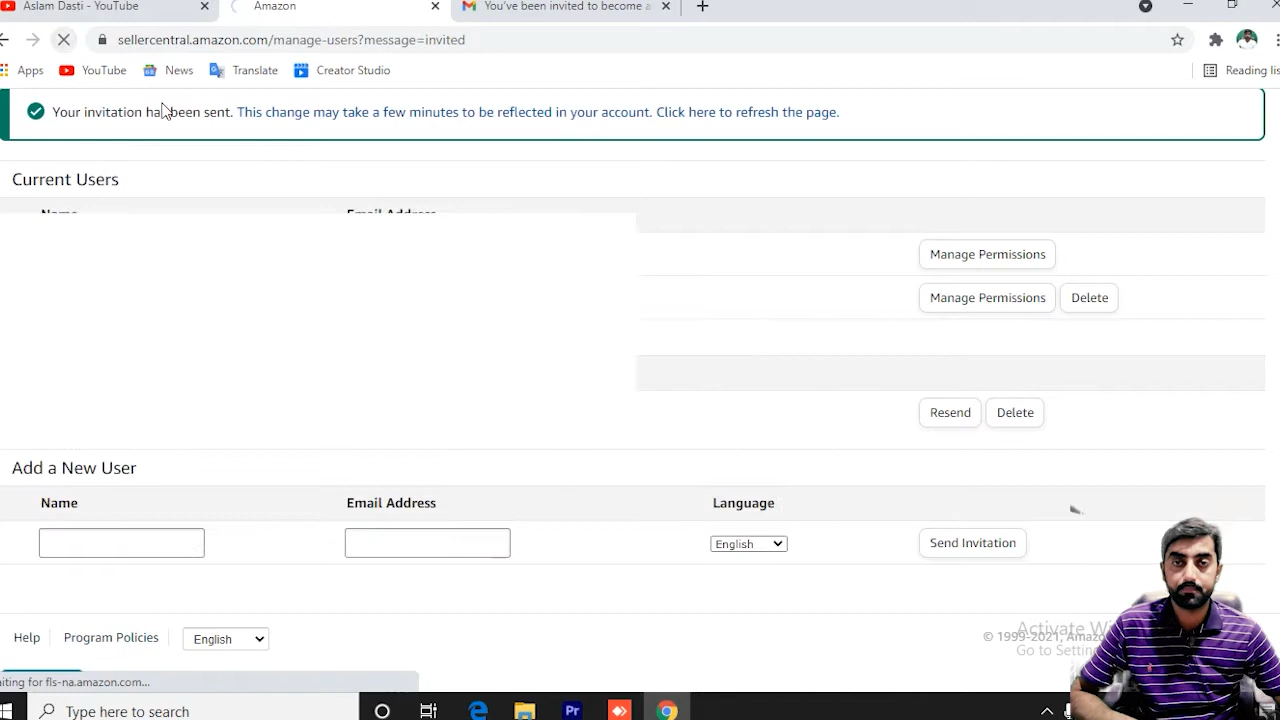 Aslam Dasti - YouTube
Amazon
You've been invited to become a
sellercentral.amazon.com/manage-users?message=invited
Apps YouTube News Translate Creator Studio Reading lis
Your invitation has been sent. This change may take a few minutes to be reflected in your account. Click here to refresh the page.
Current Users
Name Email Address
Manage Permissions
Manage Permissions Delete
Resend Delete
Add a New User
Name Email Address Language
English Send Invitation
Help Program Policies English
Activate Wi
© 1999-2021, Amazo
Go to Setting
aiting for fls-na.amazon.com...
Type here to search
Pr